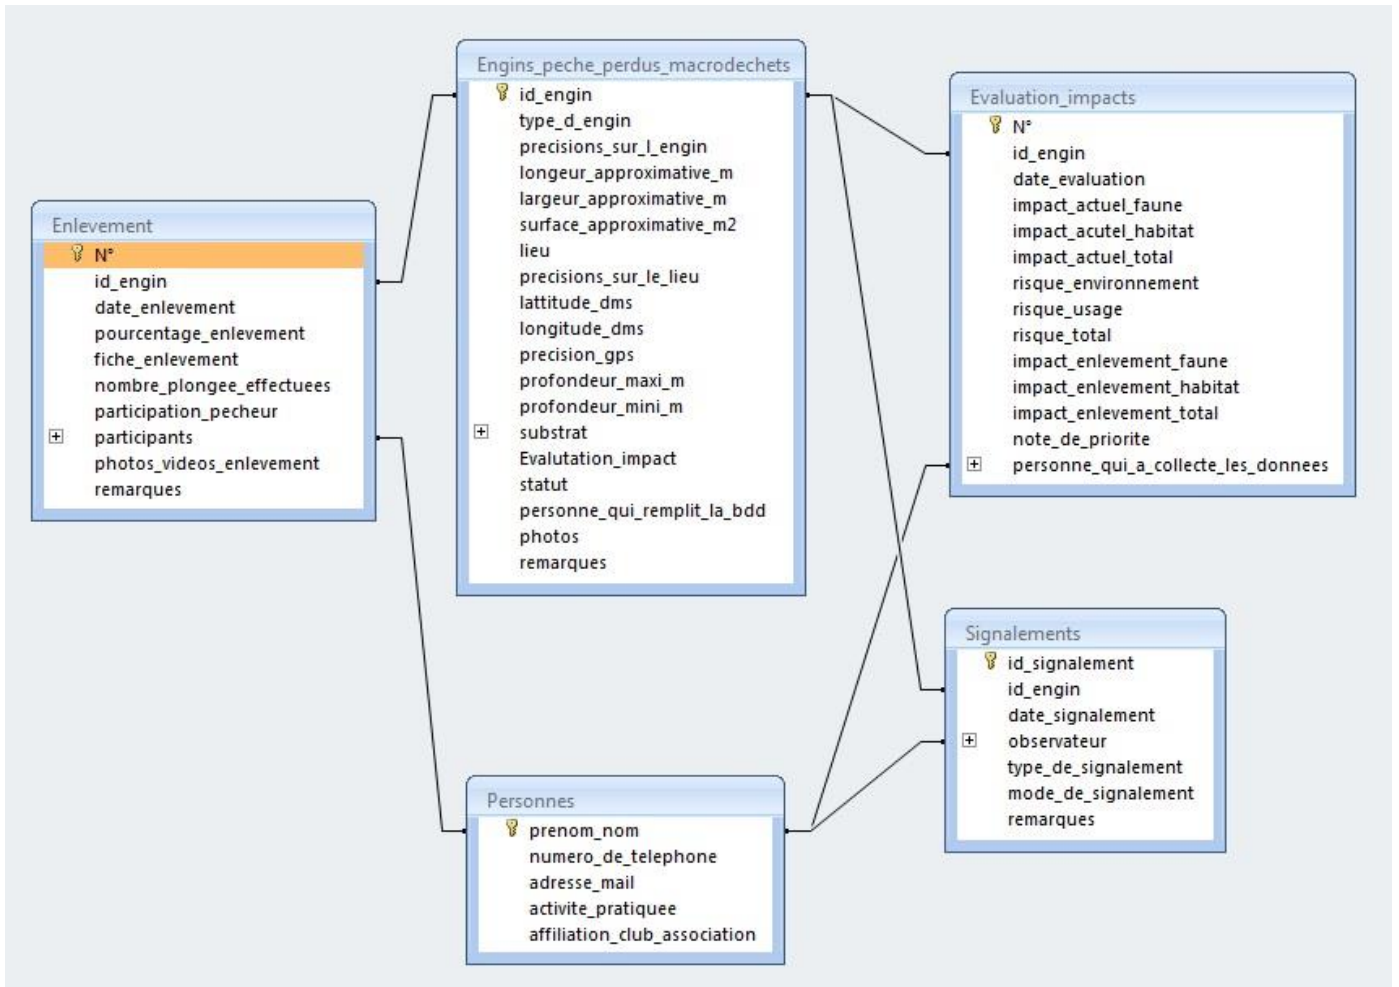 Engins_peche_perdus_macrodechets
id_engin
type_d_engin
precisions_sur_l_engin
longeur_approximative_m
largeur_approximative_m
surface_approximative_m2
lieu
precisions_sur_le_lieu
lattitude_dms
longitude_dms
precision_gps
profondeur_maxi_m
profondeur_mini_m
substrat
Evalutation_impact
statut
personne_qui_remplit_la_bdd
photos
remarques
Evaluation_impacts
N°
id_engin
date_evaluation
impact_actuel_faune
impact_acutel_habitat
impact_actuel_total
risque_environnement
risque_usage
risque_total
impact_enlevement_faune
impact_enlevement_habitat
impact_enlevement_total
note_de_priorite
personne_qui_a_collecte_les_donnees
Enlevement
N°
id_engin
date_enlevement
pourcentage_enlevement
fiche_enlevement
nombre_plongee_effectuees
participation_pecheur
participants
photos_videos_enlevement
remarques
Signalements
id_signalement
id_engin
date_signalement
observateur
type_de_signalement
mode_de_signalement
remarques
Personnes
prenom_nom
numero_de_telephone
adresse_mail
activite_pratiquee
affiliation_club_association